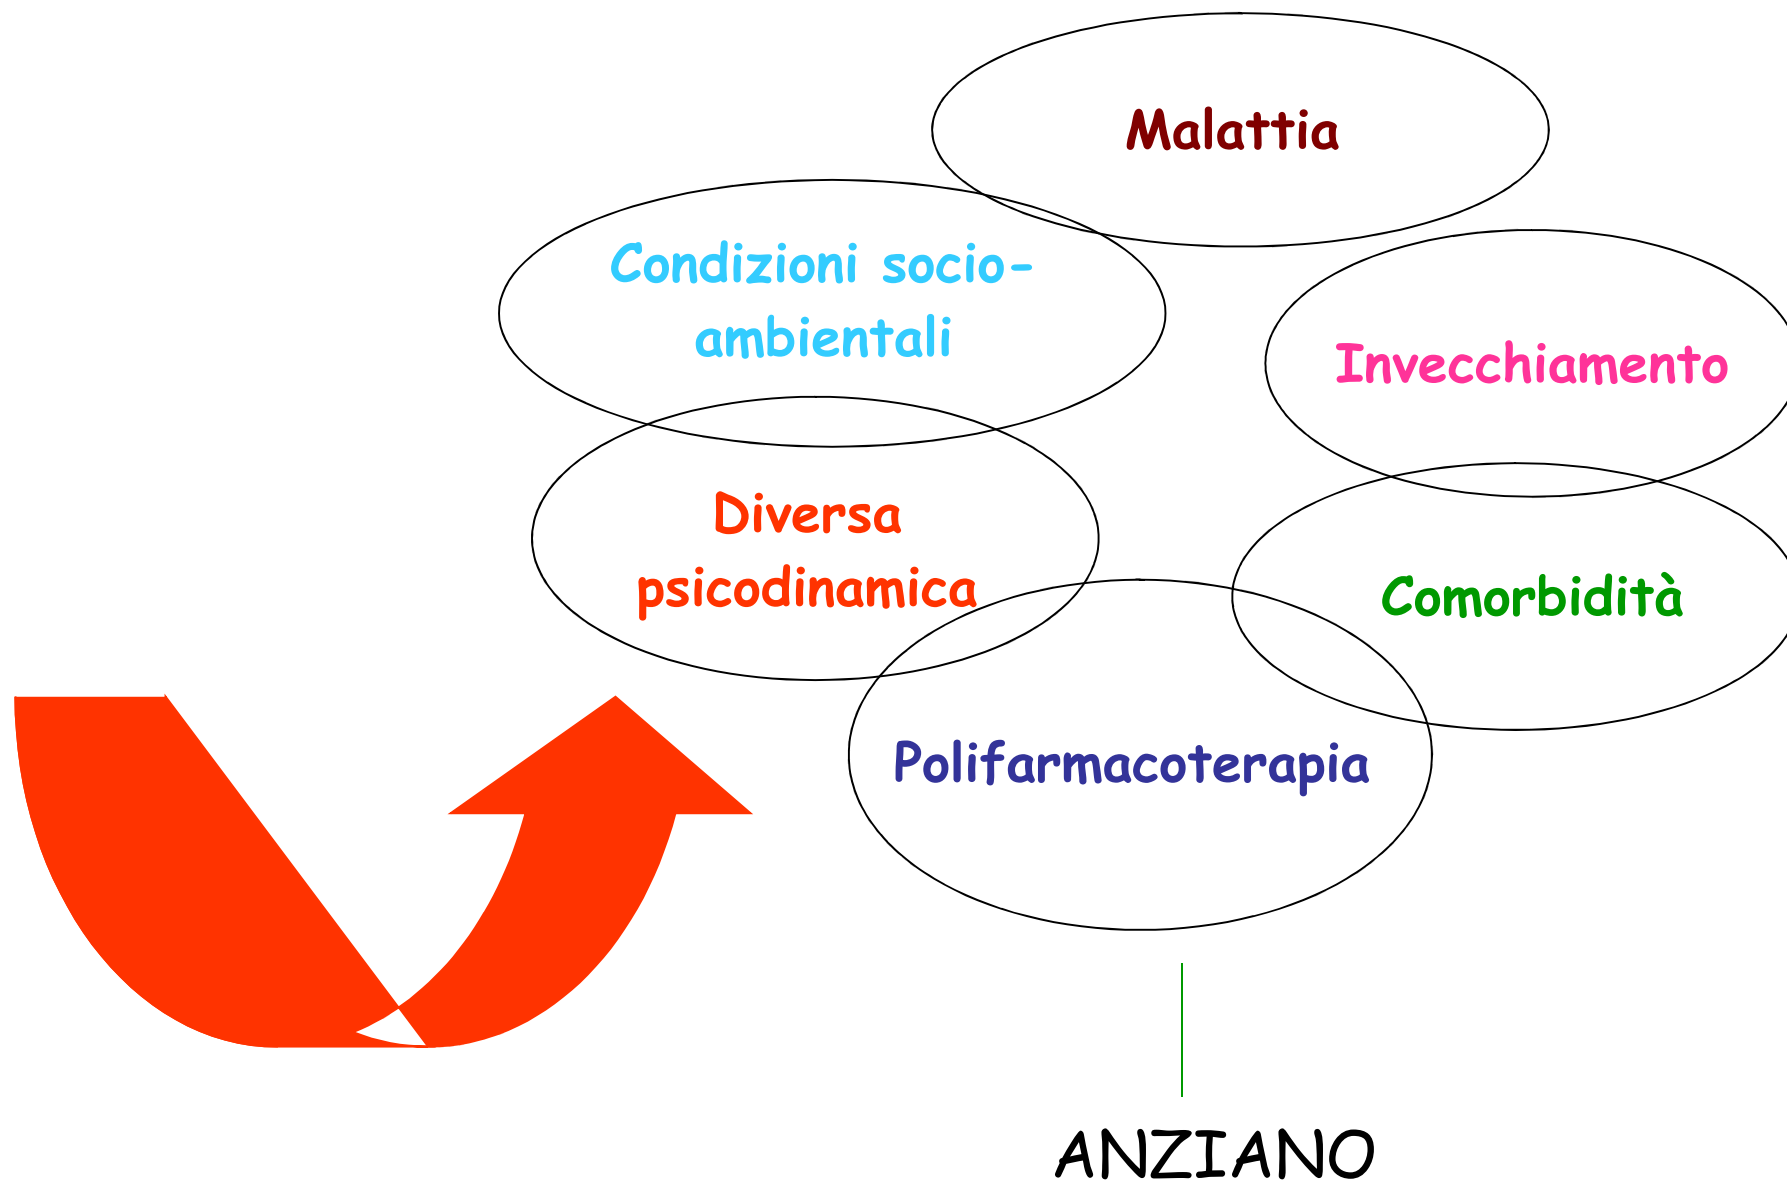 Malattia
Condizioni socio-
ambientali
Invecchiamento
Diversa
psicodinamica
Comorbidità
Polifarmacoterapia
ANZIANO